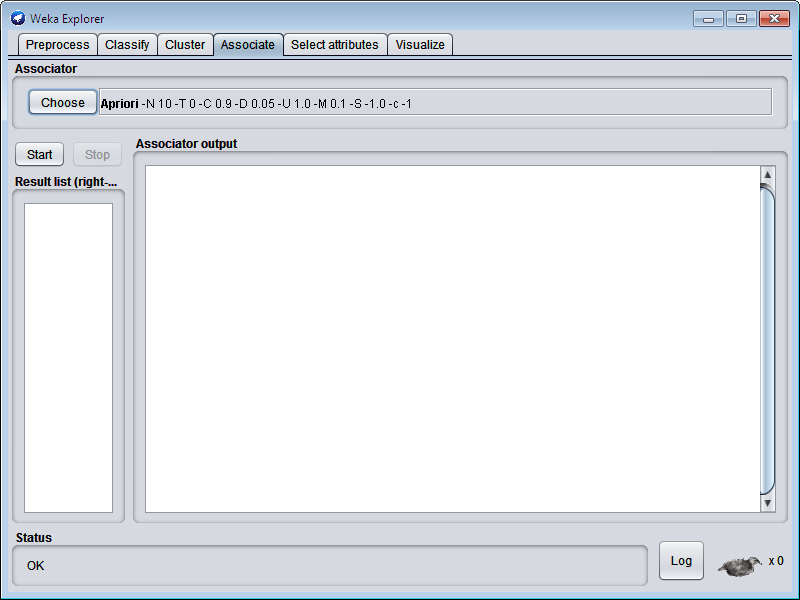 Weka Explorer
Preprocess Classify Cluster Associate Select attributes Visualize
Associator
Choose Apriori -N 10 -T 0 -C 0.9 -D 0.05 -U 1.0 -M 0.1 -S -1.0 -c -1
Start Stop
Associator output
Result list (right-...
Status
OK
Log
x 0